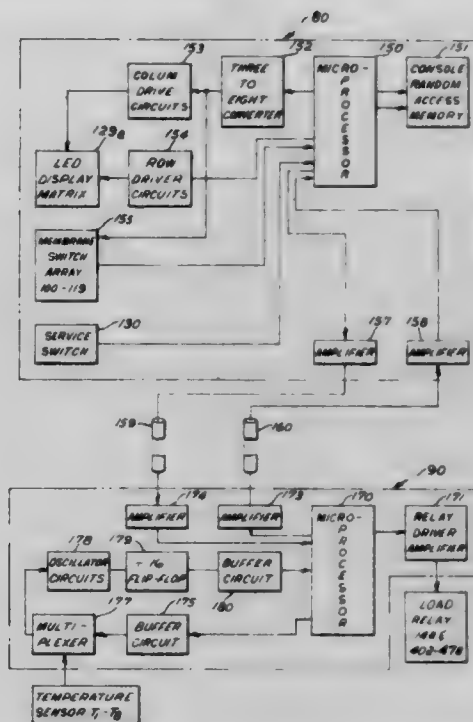 80
153
152
150
151
COLUM
DRIVE
CIRCUITS
THREE
TO
EIGHT
CONVERTER
MICRO-
PROCESSOR
CONSOLE
RANDOM
ACCESS
MEMORY
129a
154
LED
DISPLAY
MATRIX
ROW
DRIVER
CIRCUITS
155
MEMBRANE
SWITCH
ARRAY
100-119
130
SERVICE
SWITCH
157
158
AMPLIFIER
AMPLIFIER
159
160
90
174
173
170
171
AMPLIFIER
AMPLIFIER
MICRO-
PROCESSOR
RELAY
DRIVER
AMPLIFIER
178
179
OSCILLATOR
CIRCUITS
÷ 16
FLIP-FLOP
BUFFER
CIRCUIT
180
177
175
MULTI-
PLEXER
BUFFER
CIRCUIT
LOAD
RELAY
TEMPERATURE
SENSOR T1-T8